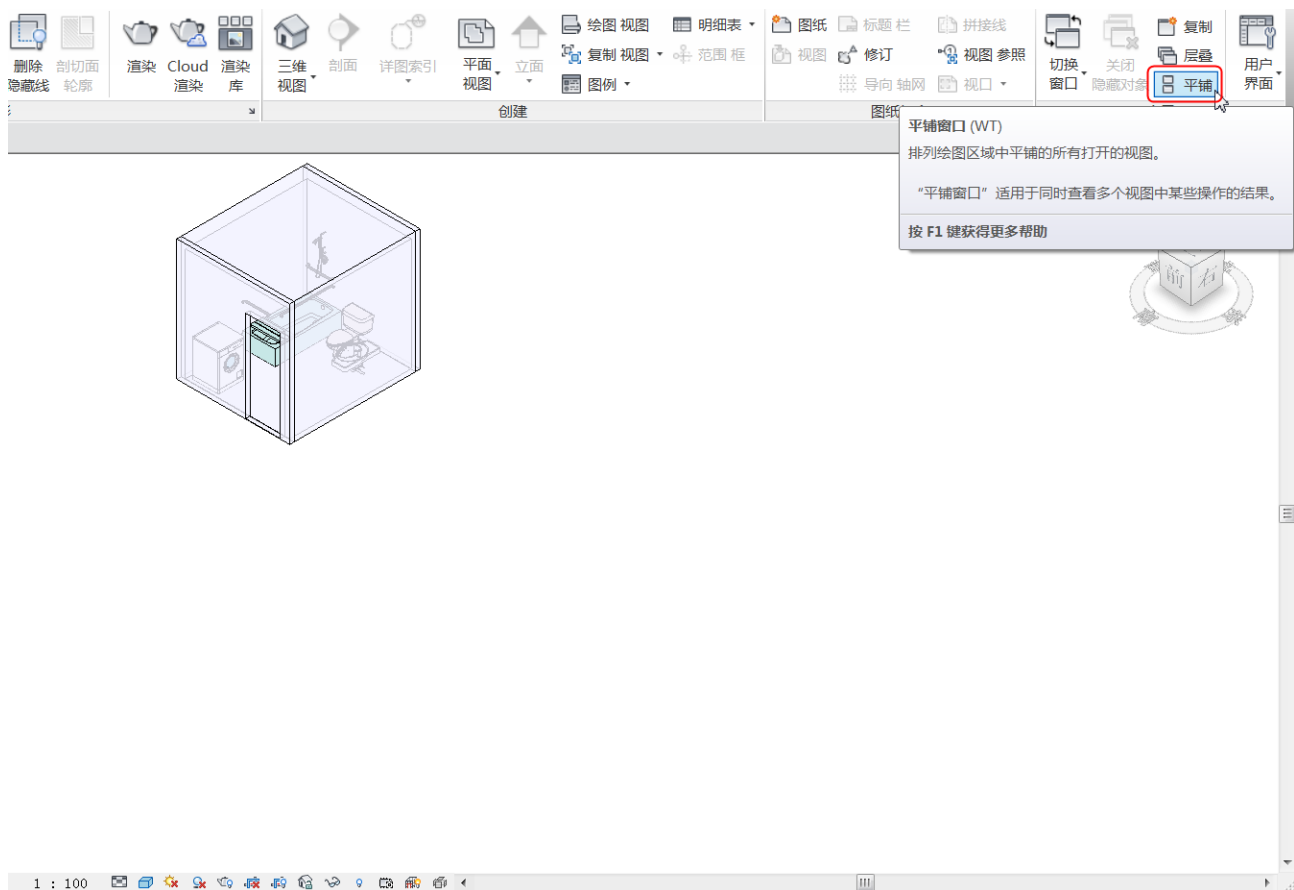 删除
隐藏线
剖切面
轮廓
渲染
Cloud
渲染
渲染
库
三维
视图
剖面
详图索引
平面
视图
立面
绘图 视图
复制 视图
图例
明细表
范围 框
图纸
视图
标题 栏
修订
导向 轴网
拼接线
视图 参照
视口
切换
窗口
关闭
隐藏对象
复制
层叠
平铺
用户
界面
创建
图纸
平铺窗口 (WT)
排列绘图区域中平铺的所有打开的视图。
“平铺窗口”适用于同时查看多个视图中某些操作的结果。
按 F1 键获得更多帮助
前
右
1 : 100